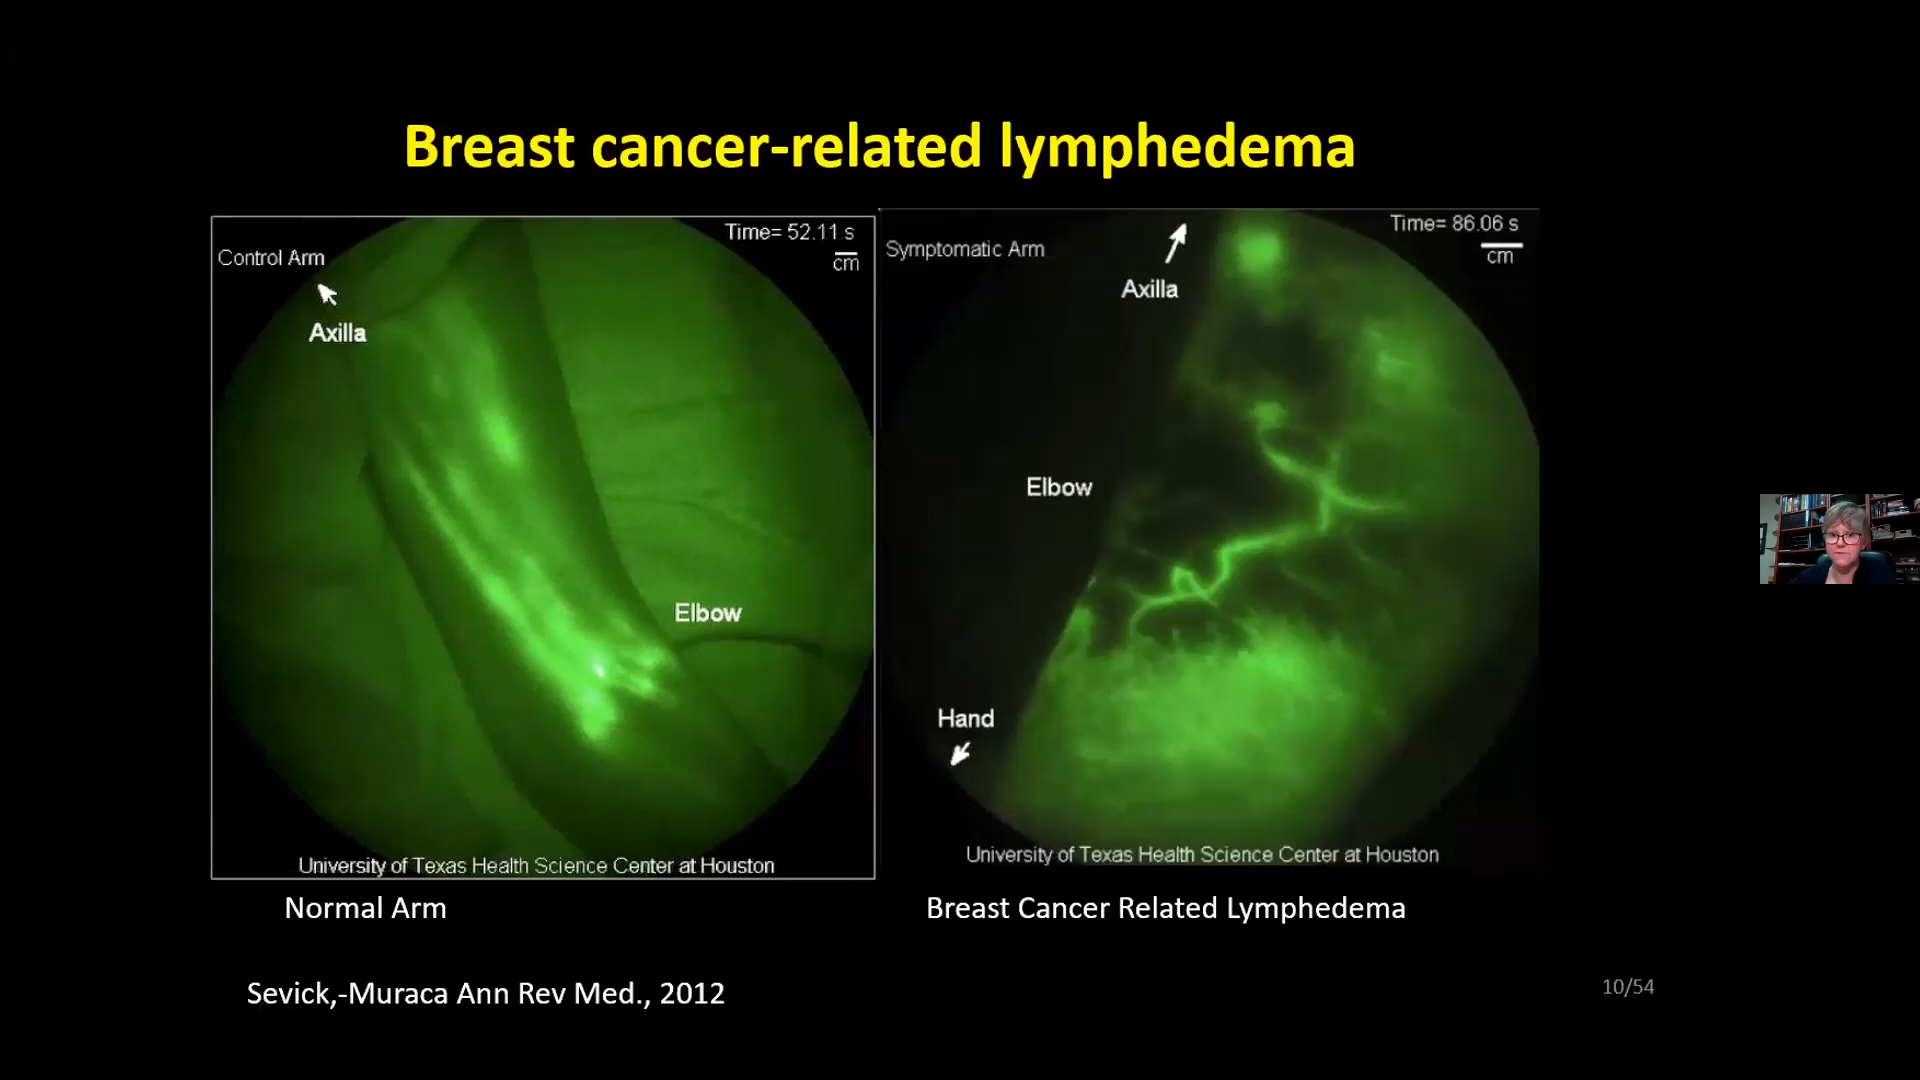 Breast cancer-related lymphedema
Time= 52.11 s
cm
Control Arm
Axilla
Elbow
University of Texas Health Science Center at Houston
Time= 86.06 s
cm
Symptomatic Arm
Axilla
Elbow
Hand
University of Texas Health Science Center at Houston
Normal Arm
Breast Cancer Related Lymphedema
Sevick,-Muraca Ann Rev Med., 2012
10/54